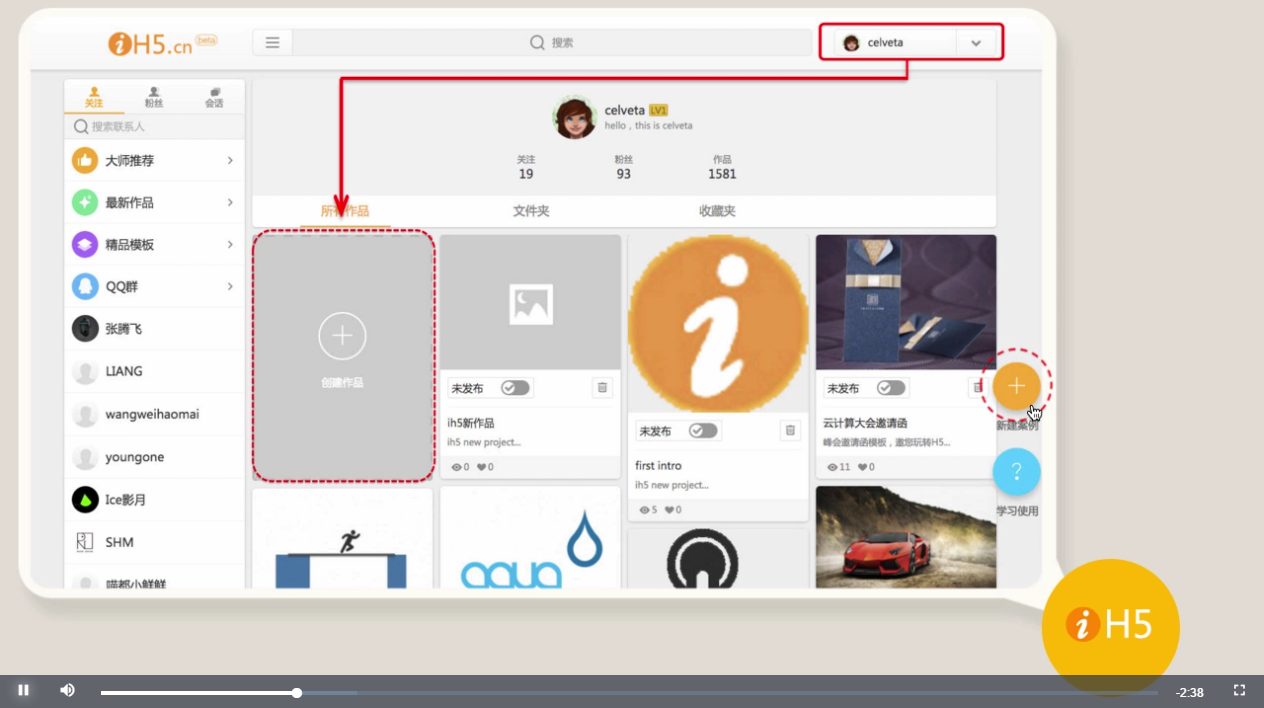 iH5.cn beta
搜索
celveta
关注
粉丝
会话
搜索联系人
大师推荐
最新作品
精品模板
QQ群
张腾飞
LIANG
wangweihaomai
youngone
Ice影月
SHM
喵都小鲜鲜
celveta LV1
hello , this is celveta
关注
19
粉丝
93
作品
1581
所有作品
文件夹
收藏夹
创建作品
未发布
ih5新作品
ih5 new project...
0 0
未发布
first intro
ih5 new project...
5 0
未发布
云计算大会邀请函
峰会邀请函模板，邀您玩转H5...
11 0
aqua
新建案例
?
学习使用
iH5
-2:38